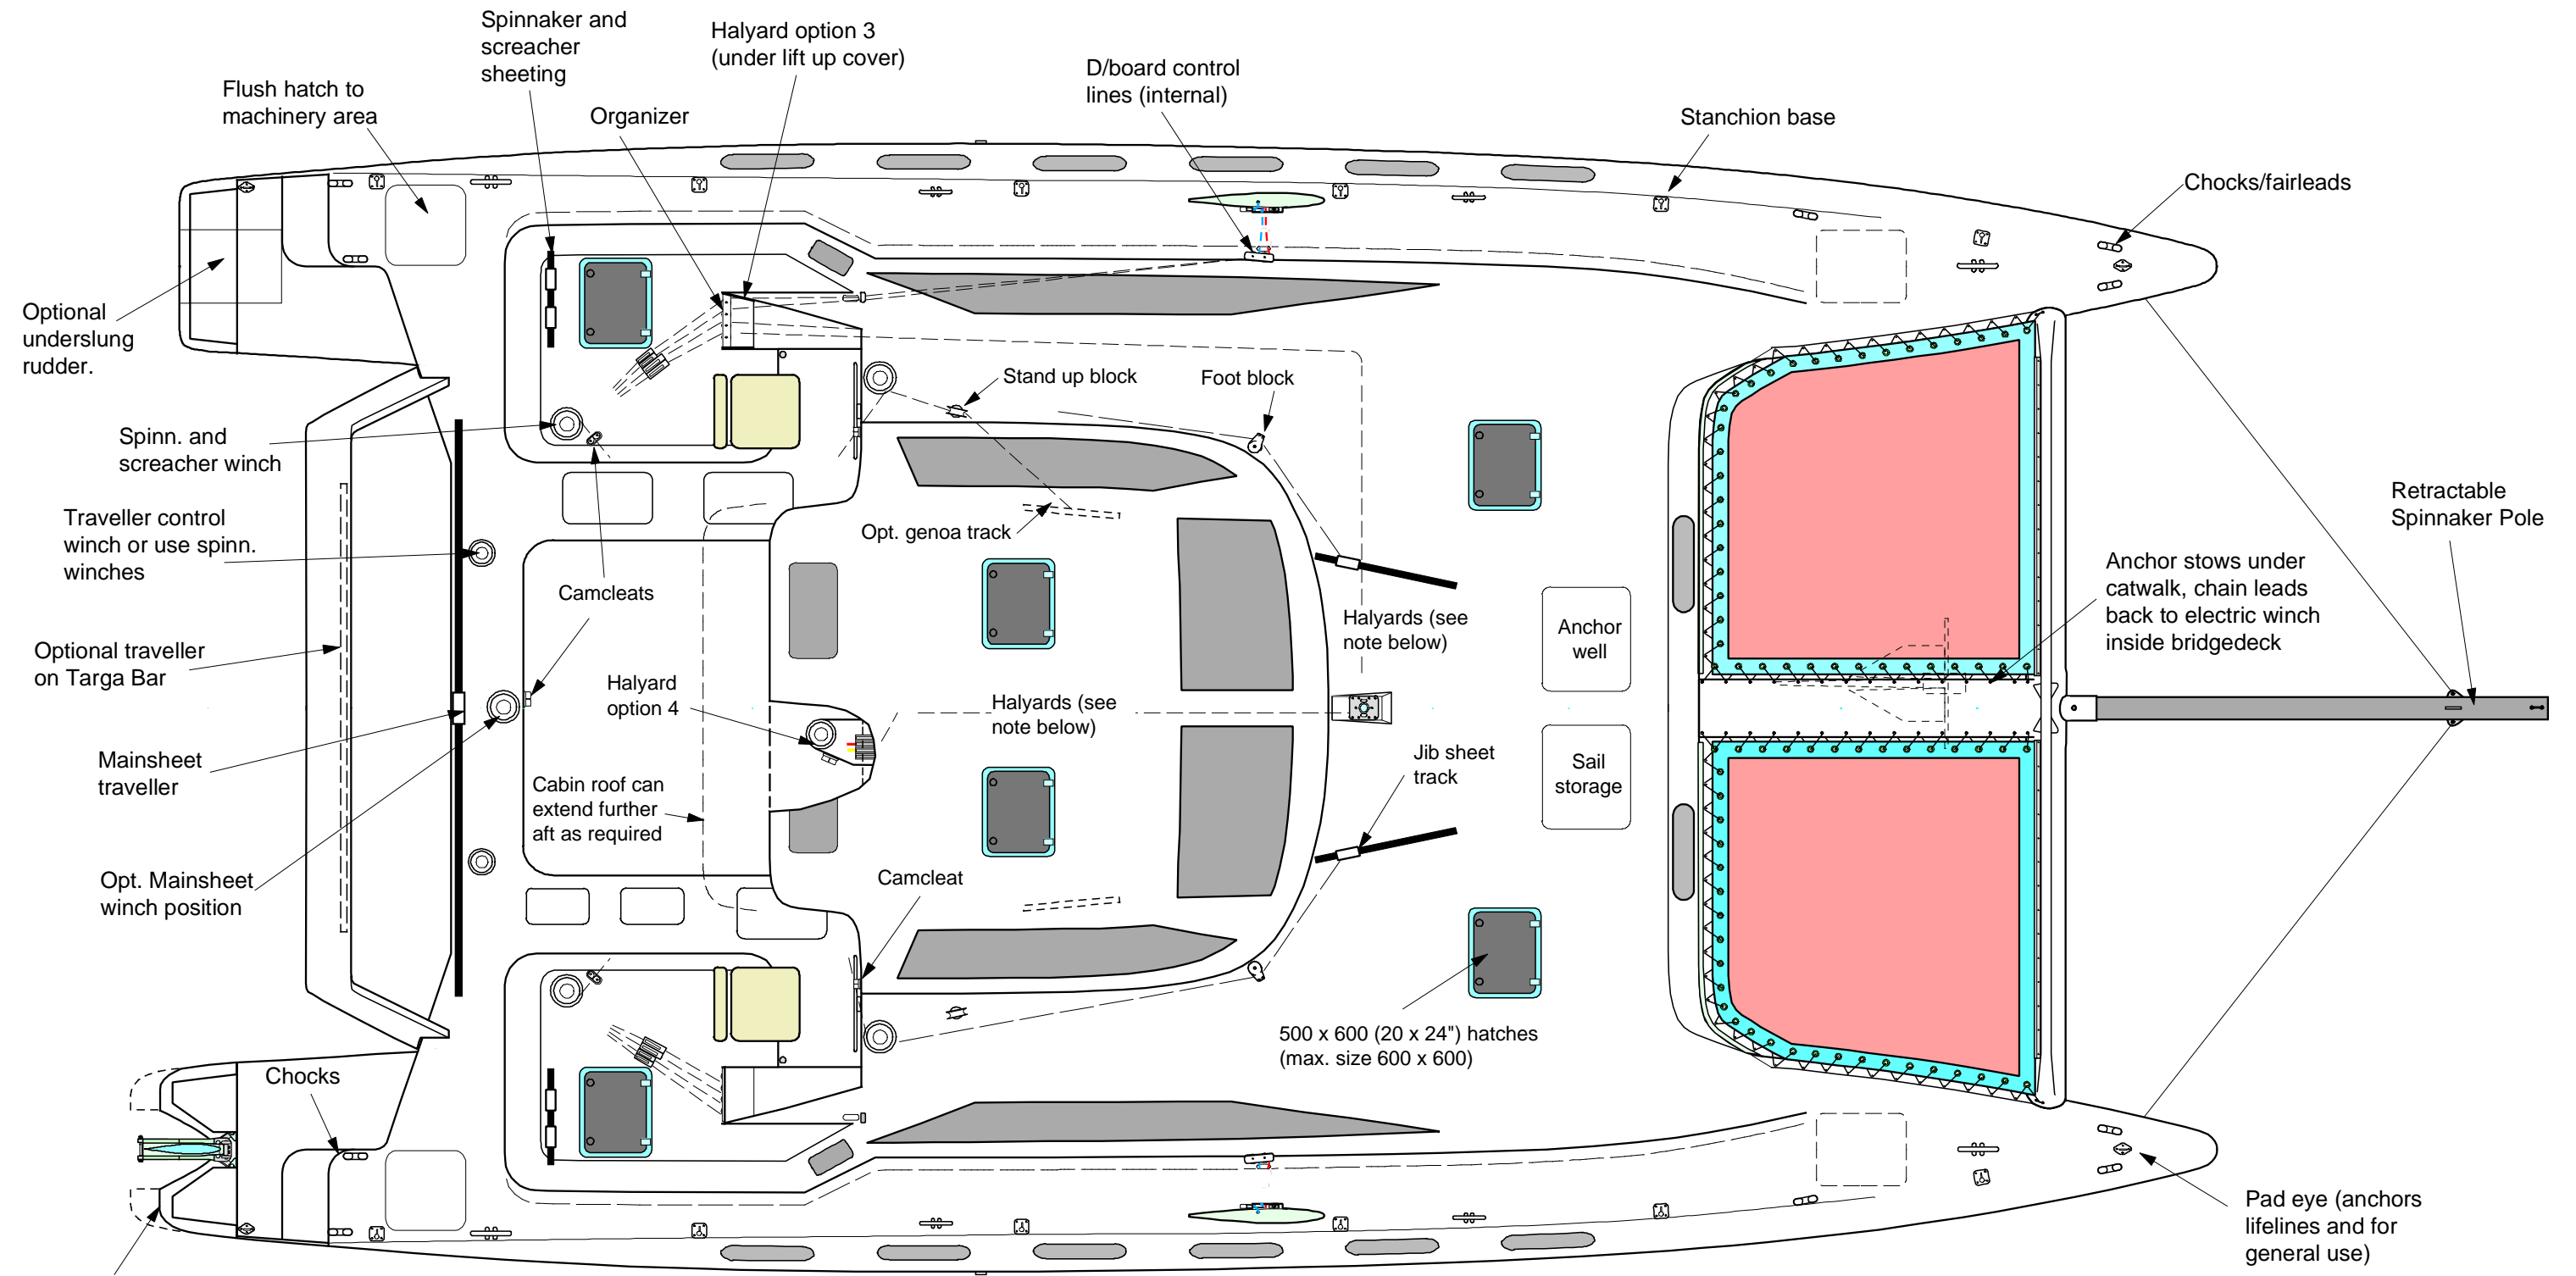 Spinnaker and
screacher
sheeting
Halyard option 3
(under lift up cover)
D/board control
lines (internal)
Flush hatch to
machinery area
Organizer
Stanchion base
Chocks/fairleads
Optional
underslung
rudder.
Stand up block
Foot block
Spinn. and
screacher winch
Retractable
Spinnaker Pole
Traveller control
winch or use spinn.
winches
Opt. genoa track
Anchor stows under
catwalk, chain leads
back to electric winch
inside bridgedeck
Camcleats
Halyards (see
note below)
Anchor
well
Optional traveller
on Targa Bar
Halyard
option 4
Halyards (see
note below)
Mainsheet
traveller
Jib sheet
track
Sail
storage
Cabin roof can
extend further
aft as required
Opt. Mainsheet
winch position
Camcleat
500 x 600 (20 x 24") hatches
(max. size 600 x 600)
Chocks
Pad eye (anchors
lifelines and for
general use)